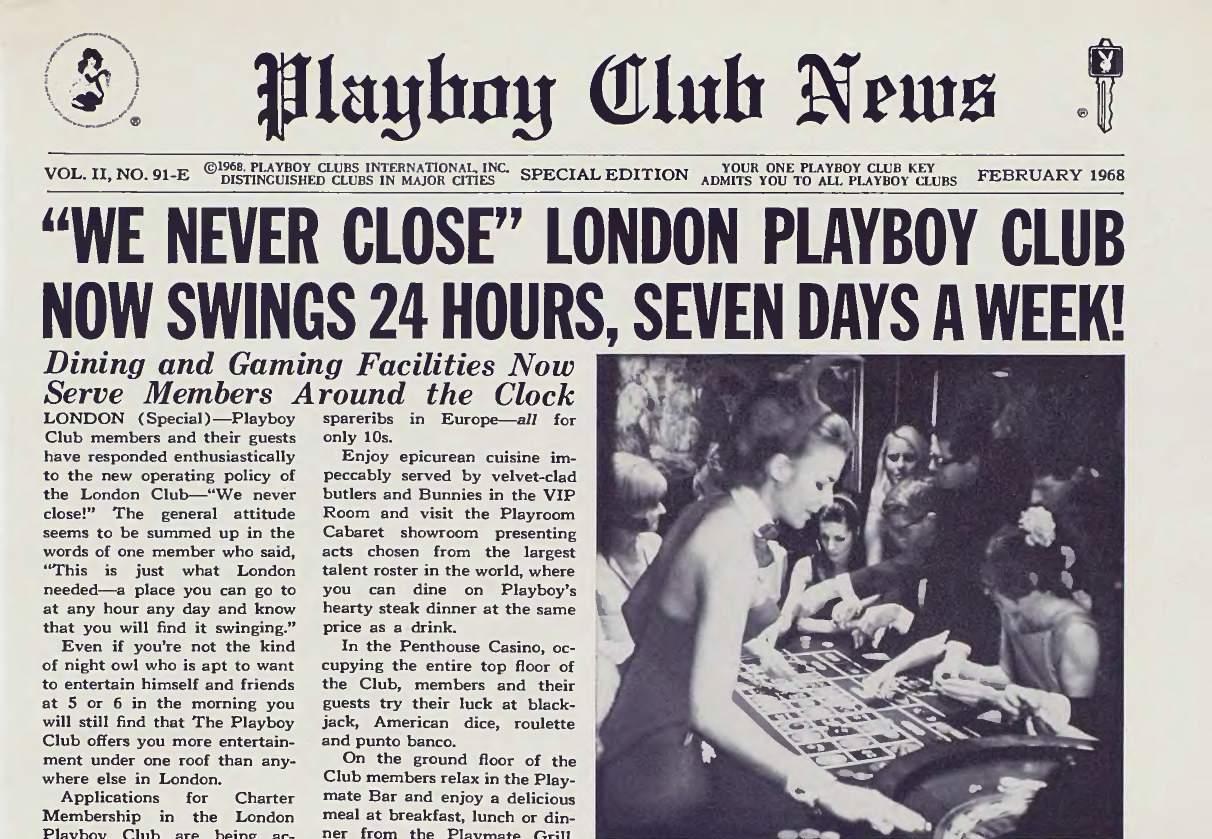 Playboy Club News
VOL. II, NO. 91-E
©1968, PLAYBOY CLUBS INTERNATIONAL, INC.
DISTINGUISHED CLUBS IN MAJOR CITIES
SPECIAL EDITION
YOUR ONE PLAYBOY CLUB KEY
ADMITS YOU TO ALL PLAYBOY CLUBS
FEBRUARY 1968
“WE NEVER CLOSE” LONDON PLAYBOY CLUB
NOW SWINGS 24 HOURS, SEVEN DAYS A WEEK!
Dining and Gaming Facilities Now
Serve Members Around the Clock
LONDON (Special)—Playboy
Club members and their guests
have responded enthusiastically
to the new operating policy of
the London Club—“We never
close!” The general attitude
seems to be summed up in the
words of one member who said,
“This is just what London
needed—a place you can go to
at any hour any day and know
that you will find it swinging.”
Even if you're not the kind
of night owl who is apt to want
to entertain himself and friends
at 5 or 6 in the morning you
will still find that The Playboy
Club offers you more entertain-
ment under one roof than any-
where else in London.
Applications for Charter
Membership in the London
Playboy Club are being ac-
spareribs in Europe—all for
only 10s.
Enjoy epicurean cuisine im-
peccably served by velvet-clad
butlers and Bunnies in the VIP
Room and visit the Playroom
Cabaret showroom presenting
acts chosen from the largest
talent roster in the world, where
you can dine on Playboy's
hearty steak dinner at the same
price as a drink.
In the Penthouse Casino, oc-
cupying the entire top floor of
the Club, members and their
guests try their luck at black-
jack, American dice, roulette
and punto banco.
On the ground floor of the
Club members relax in the Play-
mate Bar and enjoy a delicious
meal at breakfast, lunch or din-
ner from the Playmate Grill.